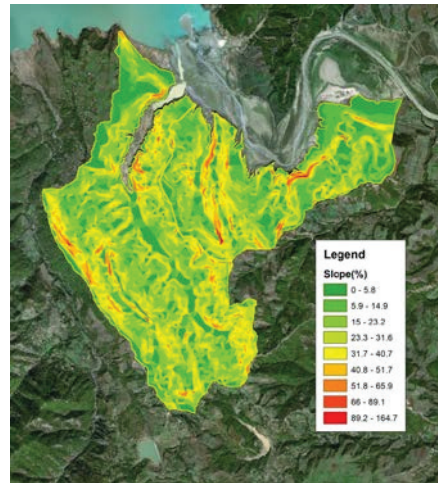 Legend
Slope(%)
0 - 5.8
5.9 - 14.9
15 - 23.2
23.3 - 31.6
31.7 - 40.7
40.8 - 51.7
51.8 - 65.9
66 - 89.1
89.2 - 164.7